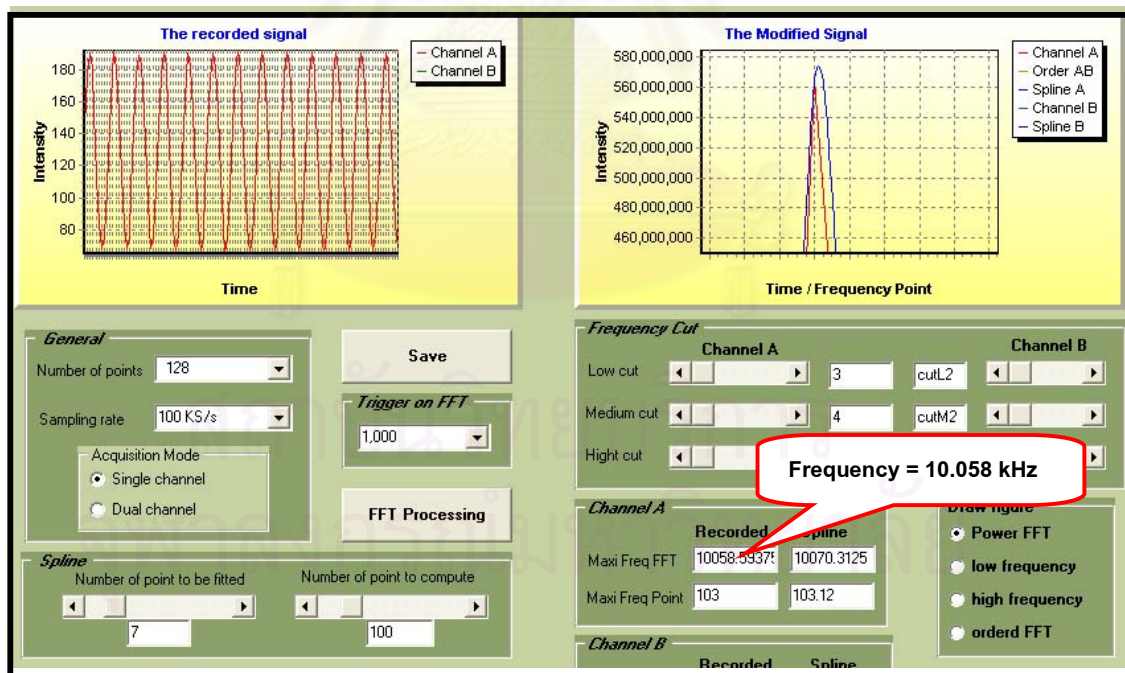 The recorded signal
Channel A
Channel B
180
160
140
120
100
80
Intensity
Time
The Modified Signal
Channel A
Order AB
Spline A
Channel B
Spline B
580,000,000
560,000,000
540,000,000
520,000,000
500,000,000
480,000,000
460,000,000
Intensity
Time / Frequency Point
General
Number of points 128
Sampling rate 100 KS/s
Acquisition Mode
Single channel
Dual channel
Save
Trigger on FFT
1,000
FFT Processing
Spline
Number of point to be fitted
7
Number of point to compute
100
Frequency Cut
Channel A Channel B
Low cut 3 cutL2
Medium cut 4 cutM2
Hight cut
Frequency = 10.058 kHz
Channel A
Recorded Spline
Maxi Freq FFT 10058.59375 10070.3125
Maxi Freq Point 103 103.12
Draw figure
Power FFT
low frequency
high frequency
orderd FFT
Channel B
Recorded Spline